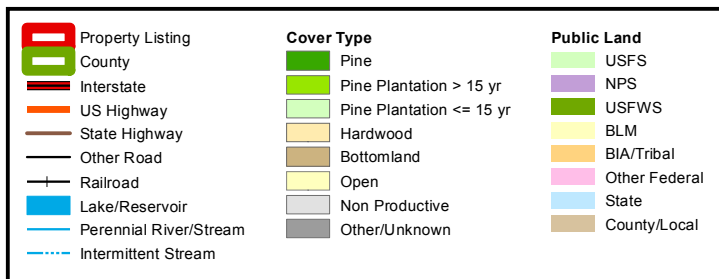 Property Listing
County
Interstate
US Highway
State Highway
Other Road
Railroad
Lake/Reservoir
Perennial River/Stream
Intermittent Stream
Cover Type
Pine
Pine Plantation > 15 yr
Pine Plantation <= 15 yr
Hardwood
Bottomland
Open
Non Productive
Other/Unknown
Public Land
USFS
NPS
USFWS
BLM
BIA/Tribal
Other Federal
State
County/Local